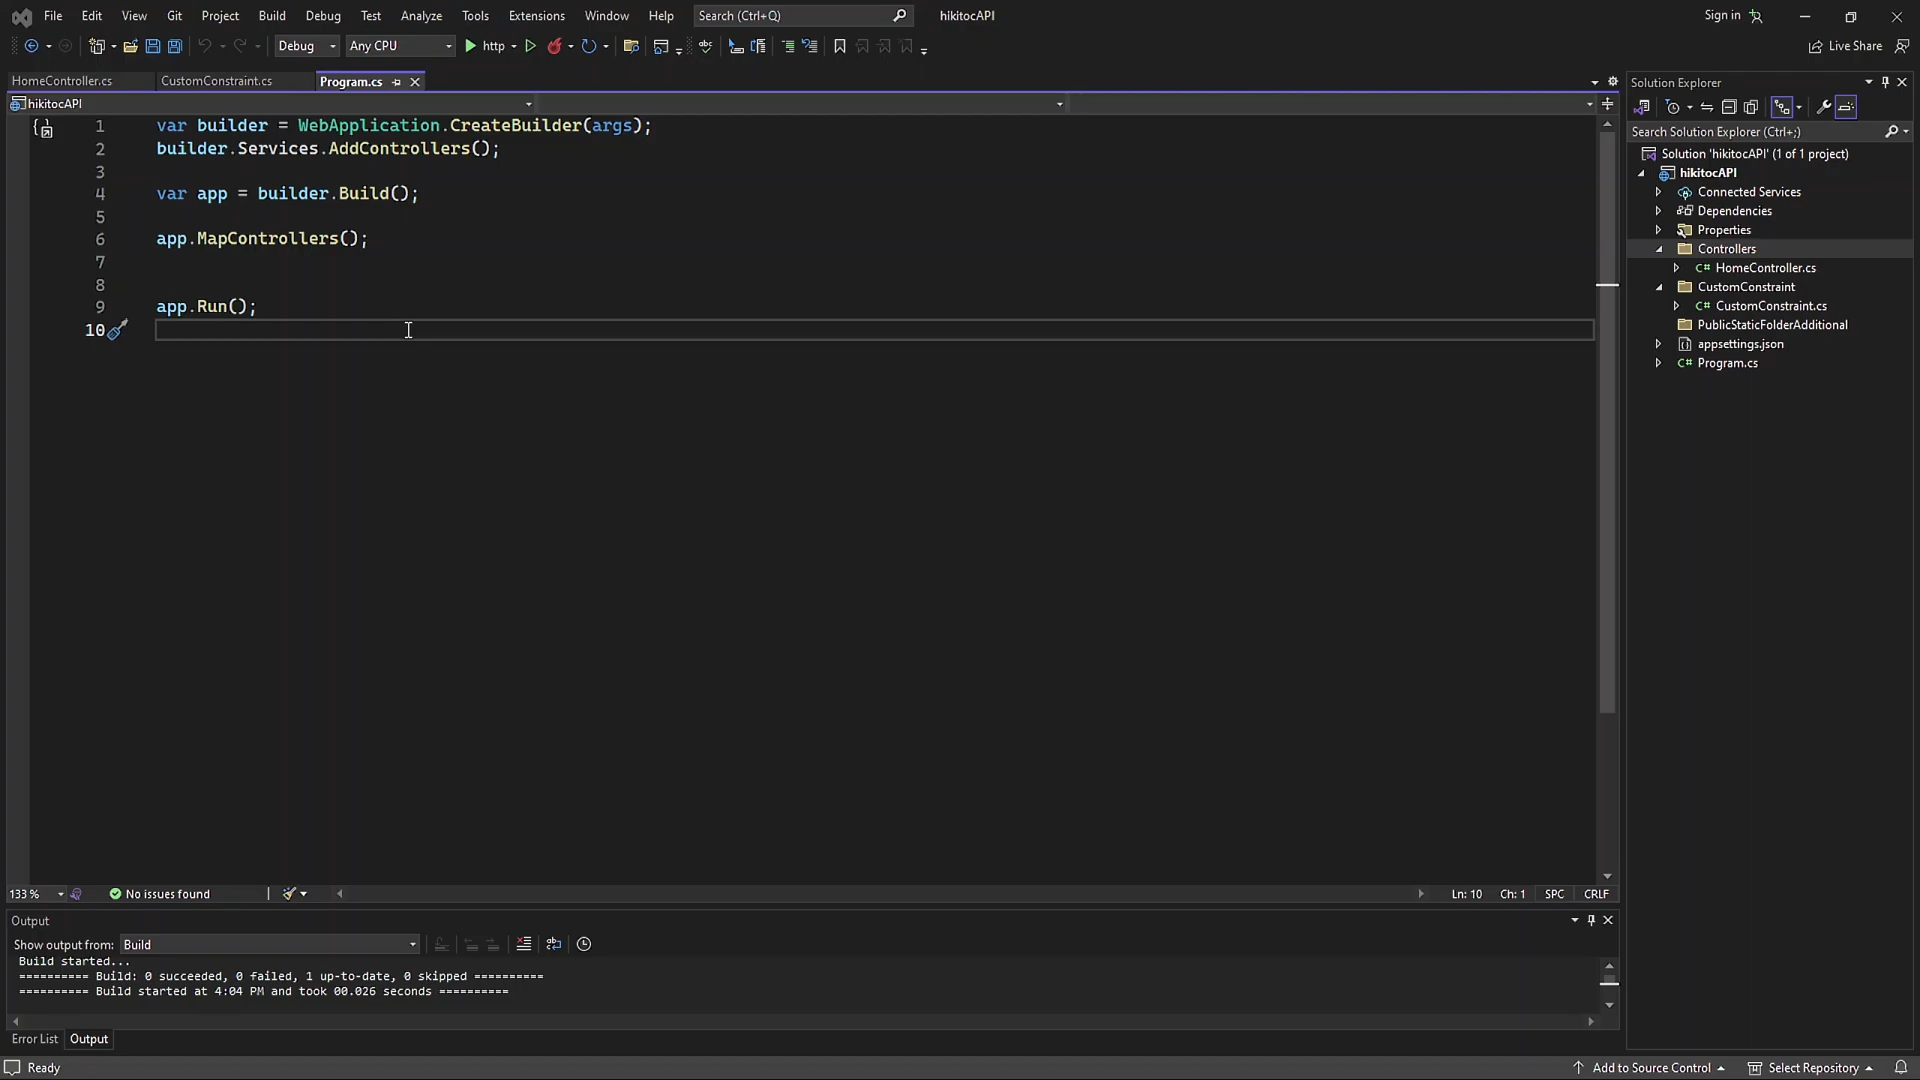 File Edit View Git Project Build Debug Test Analyze Tools Extensions Window Help Search (Ctrl+Q) hikitocAPI Sign in
Debug Any CPU http Live Share
HomeController.cs CustomConstraint.cs Program.cs
hikitocAPI
1 var builder = WebApplication.CreateBuilder(args);
2 builder.Services.AddControllers();
3
4 var app = builder.Build();
5
6 app.MapControllers();
7
8
9 app.Run();
10
133 % No issues found Ln: 10 Ch: 1 SPC CRLF
Output
Show output from: Build
Build started...
========== Build: 0 succeeded, 0 failed, 1 up-to-date, 0 skipped ==========
========== Build started at 4:04 PM and took 00.026 seconds ==========
Error List Output
Solution Explorer
Search Solution Explorer (Ctrl+;)
Solution 'hikitocAPI' (1 of 1 project)
hikitocAPI
Connected Services
Dependencies
Properties
Controllers
C# HomeController.cs
CustomConstraint
C# CustomConstraint.cs
PublicStaticFolderAdditional
appsettings.json
C# Program.cs
Ready Add to Source Control Select Repository